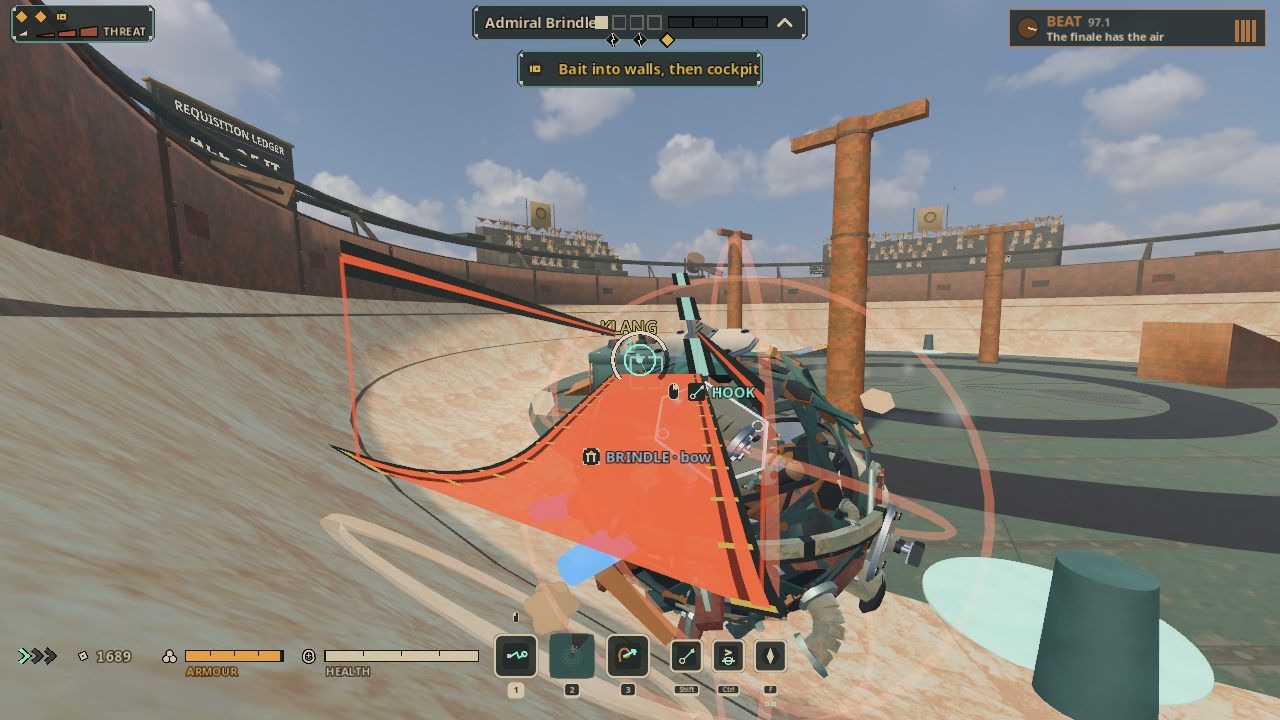 THREAT
Admiral Brindle
Bait into walls, then cockpit
BEAT 97.1
The finale has the air
REQUISITION LEDGER
KLANG
HOOK
BRINDLE · bow
1689
ARMOUR
HEALTH
1
2
3
Shift
Ctrl
F